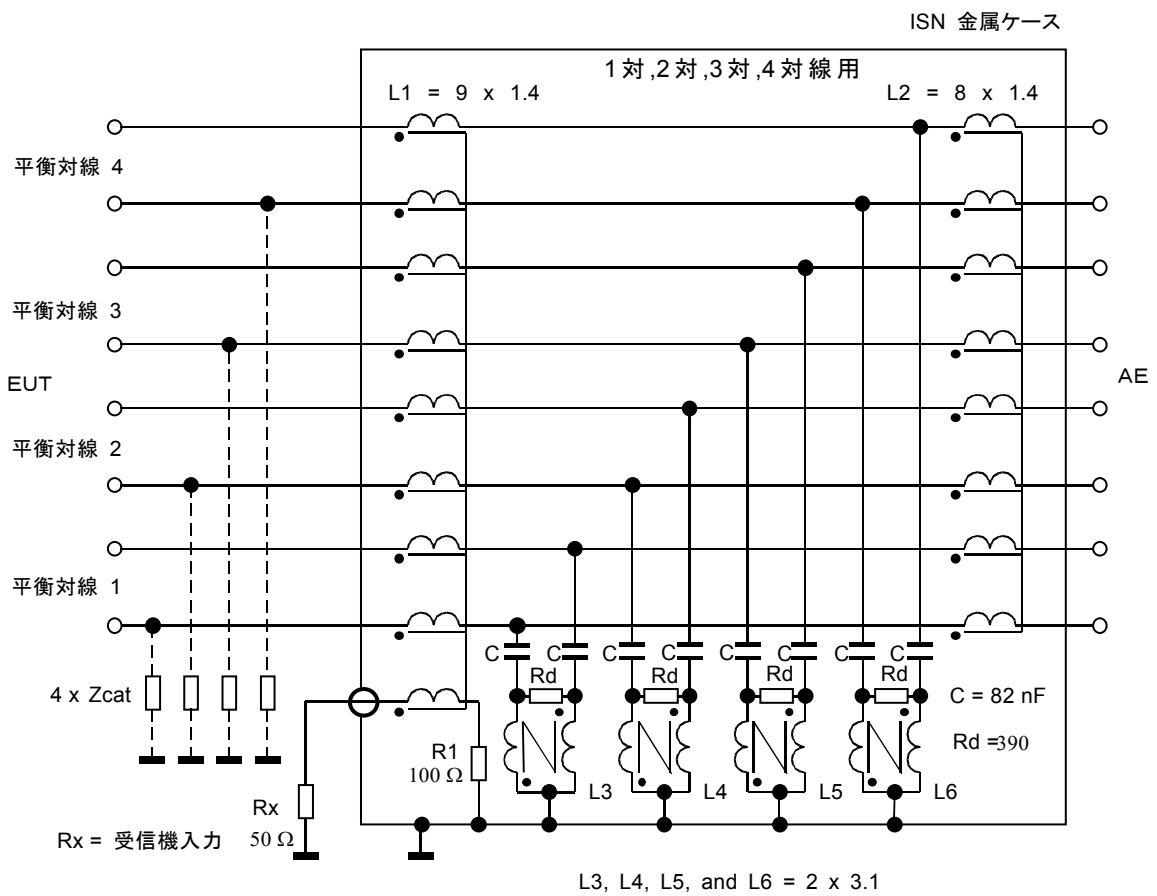 ISN 金属ケース
1対,2対,3対,4対線用
L1 = 9 x 1.4
L2 = 8 x 1.4
平衡対線 4
平衡対線 3
EUT
AE
平衡対線 2
平衡対線 1
C C C C C C C C
Rd Rd Rd Rd
4 x Zcat
C = 82 nF
R1
100 Ω
Rd =390
L3 L4 L5 L6
Rx
50 Ω
Rx = 受信機入力
L3, L4, L5, and L6 = 2 x 3.1